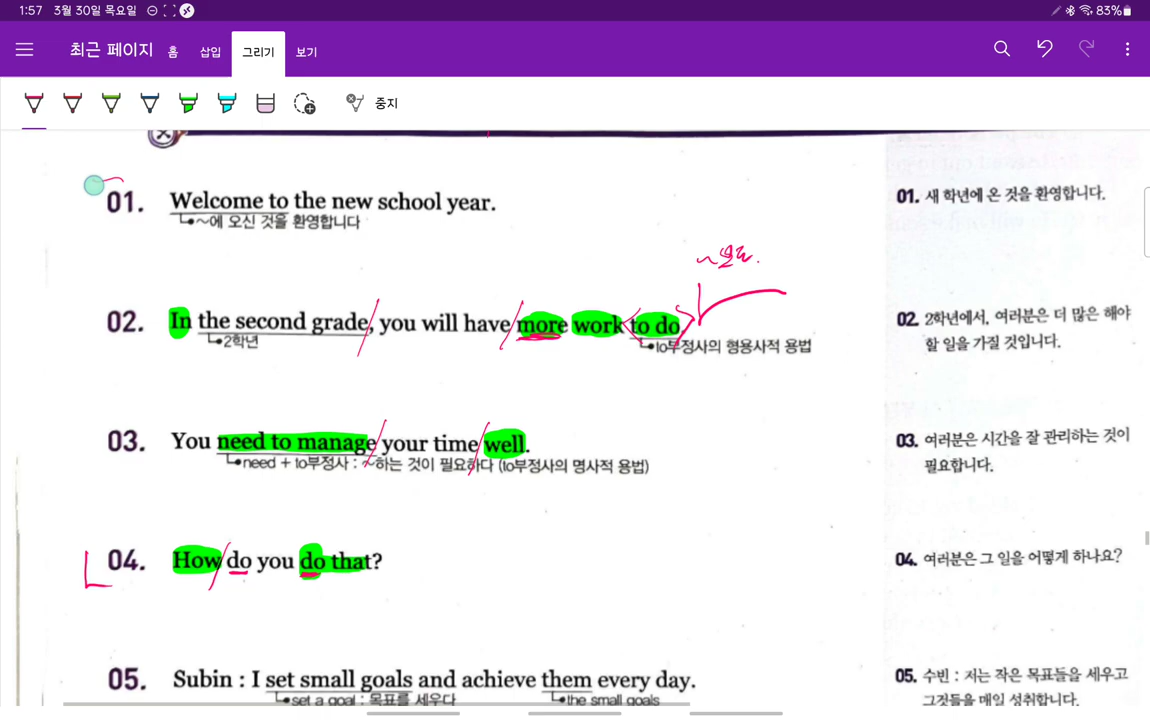 1:57 3월 30일 목요일 83%
최근 페이지 홈 삽입 그리기 보기
중지
01. Welcome to the new school year.
~에 오신 것을 환영합니다
01. 새 학년에 온 것을 환영합니다.
02. In the second grade, you will have more work to do.
2학년
to부정사의 형용사적 용법
02. 2학년에서, 여러분은 더 많은 해야
할 일을 가질 것입니다.
03. You need to manage your time well.
need + to부정사 : ~하는 것이 필요하다 (to부정사의 명사적 용법)
03. 여러분은 시간을 잘 관리하는 것이
필요합니다.
04. How do you do that?
04. 여러분은 그 일을 어떻게 하나요?
05. Subin : I set small goals and achieve them every day.
set a goal : 목표를 세우다
the small goals
05. 수빈 : 저는 작은 목표들을 세우고
그것들을 매일 성취합니다.